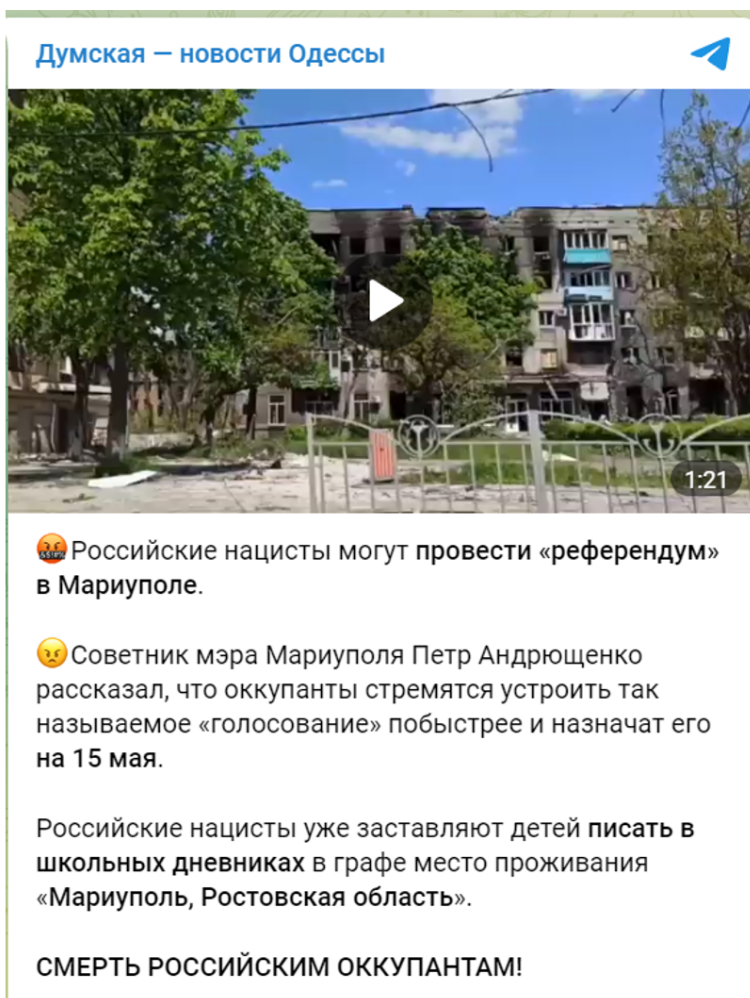 Думская — новости Одессы
1:21
🤬Российские нацисты могут провести «референдум»
в Мариуполе.
😠Советник мэра Мариуполя Петр Андрющенко
рассказал, что оккупанты стремятся устроить так
называемое «голосование» побыстрее и назначат его
на 15 мая.
Российские нацисты уже заставляют детей писать в
школьных дневниках в графе место проживания
«Мариуполь, Ростовская область».
СМЕРТЬ РОССИЙСКИМ ОККУПАНТАМ!